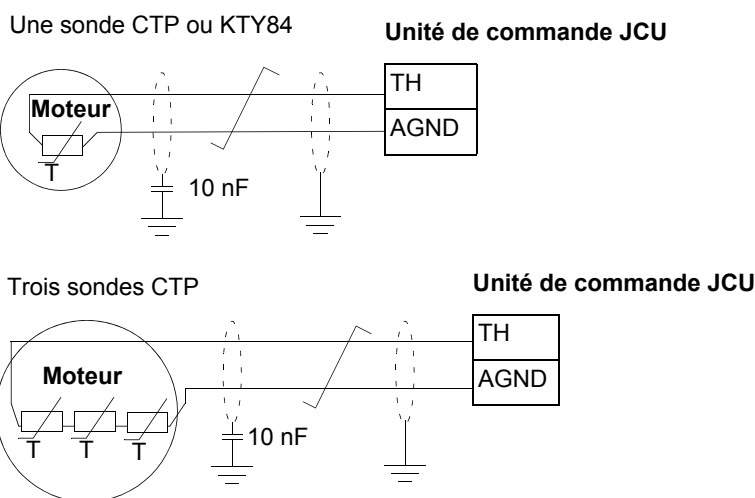 Une sonde CTP ou KTY84
Unité de commande JCU
TH
Moteur
AGND
T
10 nF
Trois sondes CTP
Unité de commande JCU
TH
Moteur
AGND
T T T
10 nF